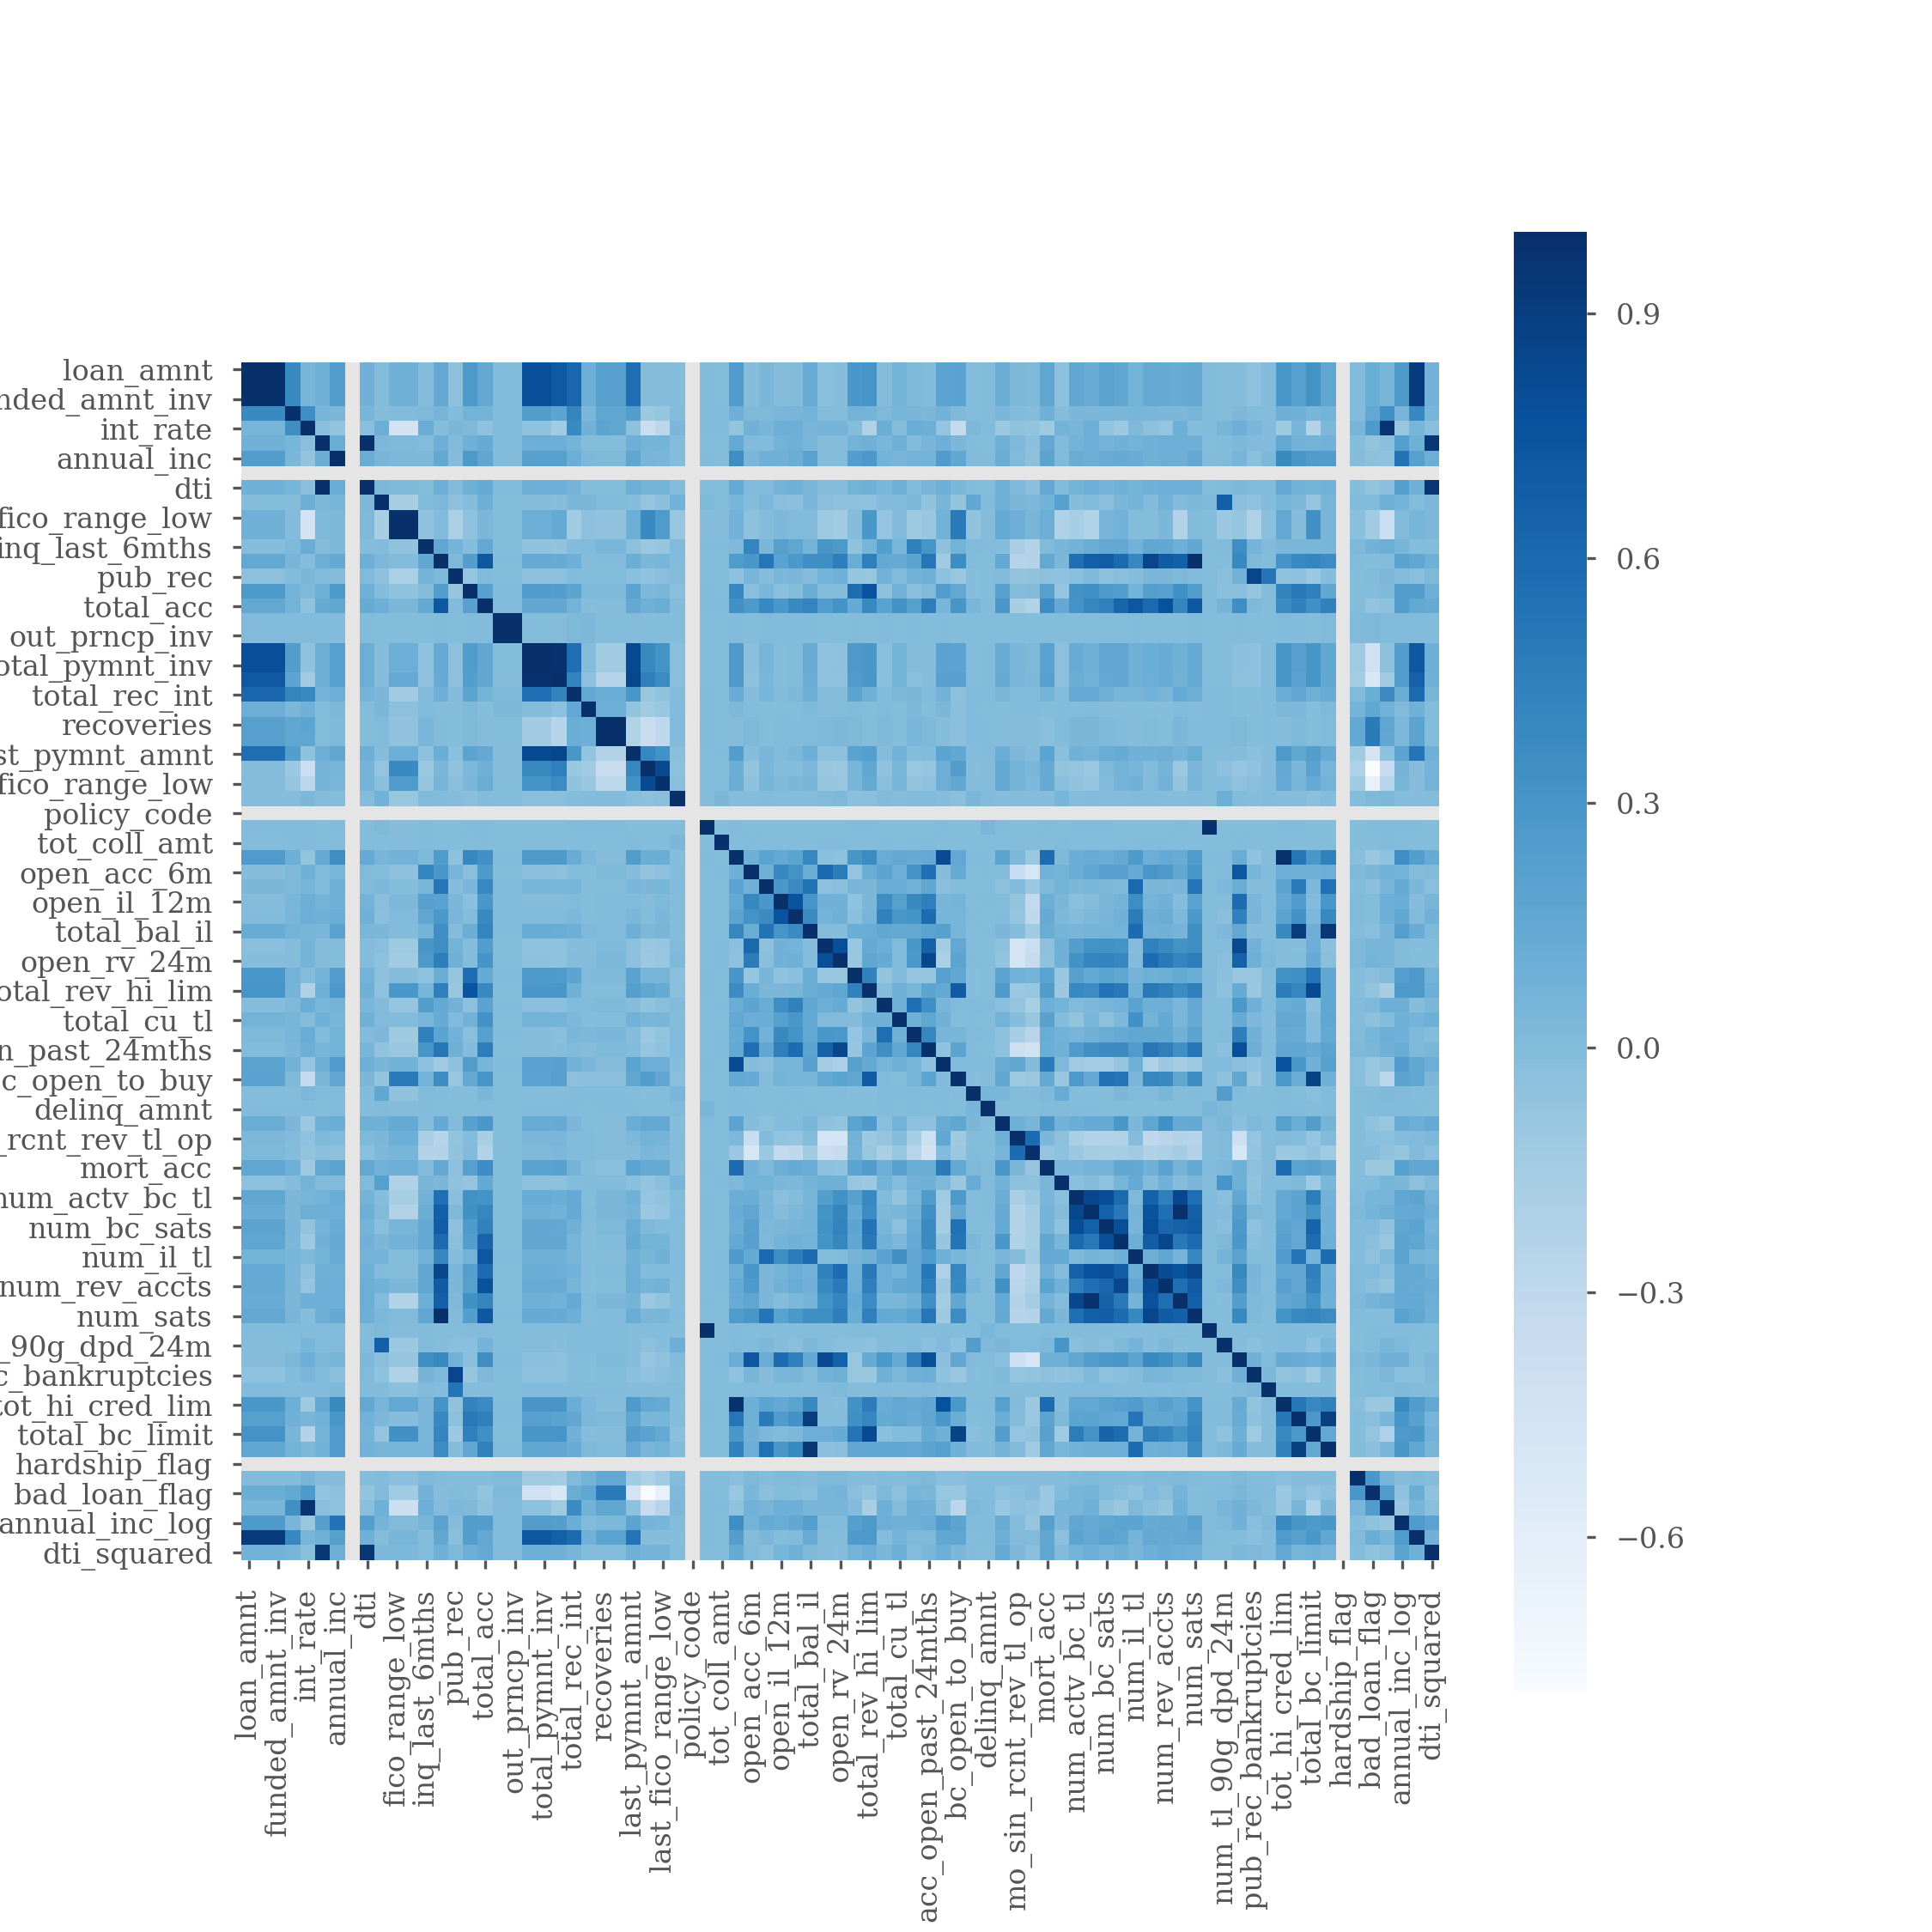 loan_amnt
nded_amnt_inv
int_rate
annual_inc
dti
fico_range_low
inq_last_6mths
pub_rec
total_acc
out_prncp_inv
otal_pymnt_inv
total_rec_int
recoveries
st_pymnt_amnt
fico_range_low
policy_code
tot_coll_amt
open_acc_6m
open_il_12m
total_bal_il
open_rv_24m
otal_rev_hi_lim
total_cu_tl
n_past_24mths
c_open_to_buy
delinq_amnt
_rcnt_rev_tl_op
mort_acc
num_actv_bc_tl
num_bc_sats
num_il_tl
num_rev_accts
num_sats
_90g_dpd_24m
c_bankruptcies
tot_hi_cred_lim
total_bc_limit
hardship_flag
bad_loan_flag
annual_inc_log
dti_squared
loan_amnt
funded_amnt_inv
int_rate
annual_inc
dti
fico_range_low
inq_last_6mths
pub_rec
total_acc
out_prncp_inv
total_pymnt_inv
total_rec_int
recoveries
last_pymnt_amnt
last_fico_range_low
policy_code
tot_coll_amt
open_acc_6m
open_il_12m
total_bal_il
open_rv_24m
total_rev_hi_lim
total_cu_tl
acc_open_past_24mths
bc_open_to_buy
delinq_amnt
mo_sin_rcnt_rev_tl_op
mort_acc
num_actv_bc_tl
num_bc_sats
num_il_tl
num_rev_accts
num_sats
num_tl_90g_dpd_24m
pub_rec_bankruptcies
tot_hi_cred_lim
total_bc_limit
hardship_flag
bad_loan_flag
annual_inc_log
dti_squared
0.9
0.6
0.3
0.0
−0.3
−0.6